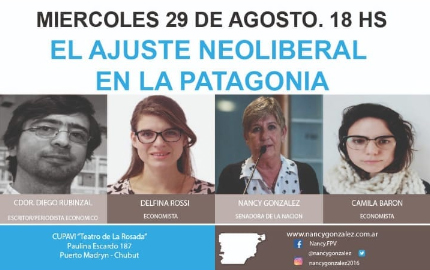 MIERCOLES 29 DE AGOSTO. 18 HS
EL AJUSTE NEOLIBERAL
EN LA PATAGONIA
CDOR. DIEGO RUBINZAL
ESCRITOR/PERIODISTA ECONOMICO
DELFINA ROSSI
ECONOMISTA
NANCY GONZALEZ
SENADORA DE LA NACION
CAMILA BARON
ECONOMISTA
CUPAVI "Teatro de La Rosada"
Paulina Escardo 187
Puerto Madryn - Chubut
www.nancygonzalez.com.ar
Nancy.FPV
@nancygonzalez
nancygonzalez2016